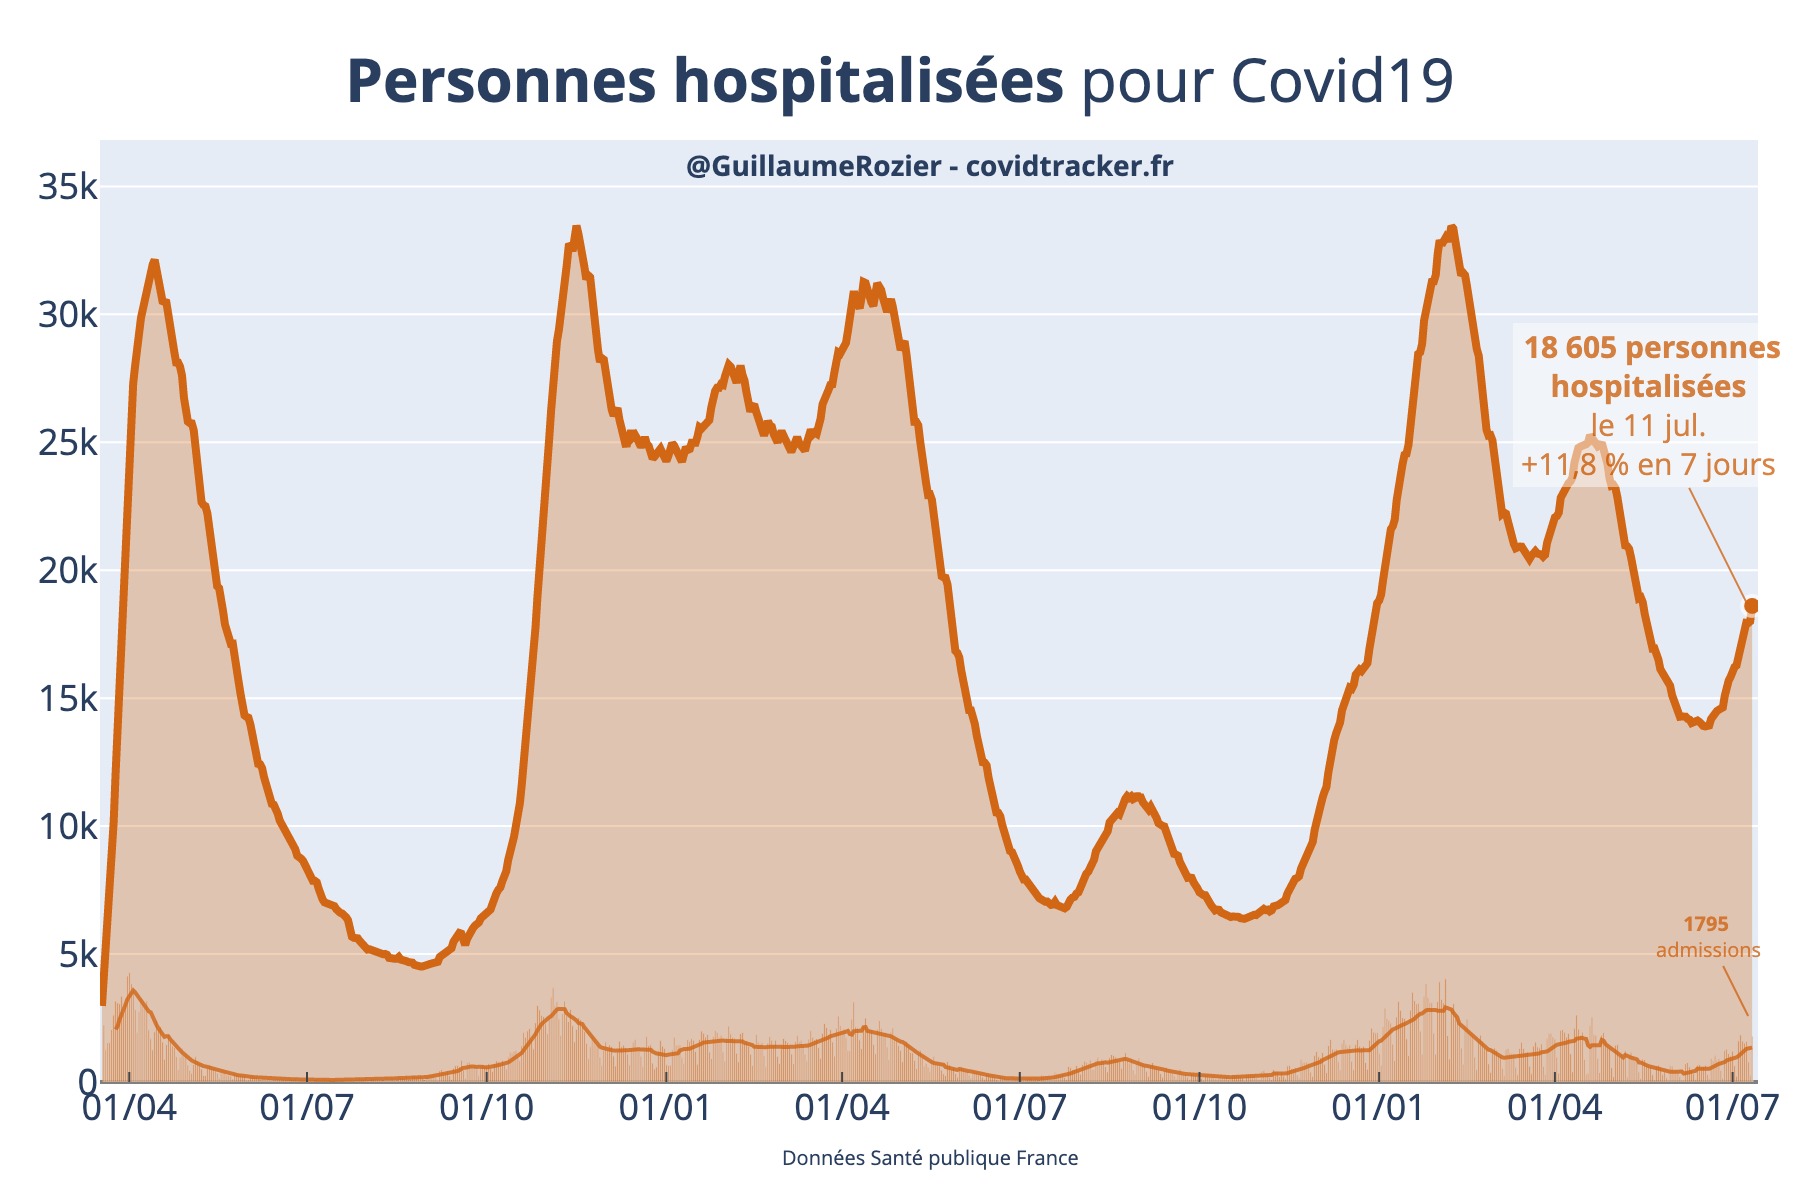 Personnes hospitalisées pour Covid19
@GuillaumeRozier - covidtracker.fr
35k
30k
25k
20k
15k
10k
5k
0
18 605 personnes
hospitalisées
le 11 jul.
+11,8 % en 7 jours
1795
admissions
01/04
01/07
01/10
01/01
01/04
01/07
01/10
01/01
01/04
01/07
Données Santé publique France